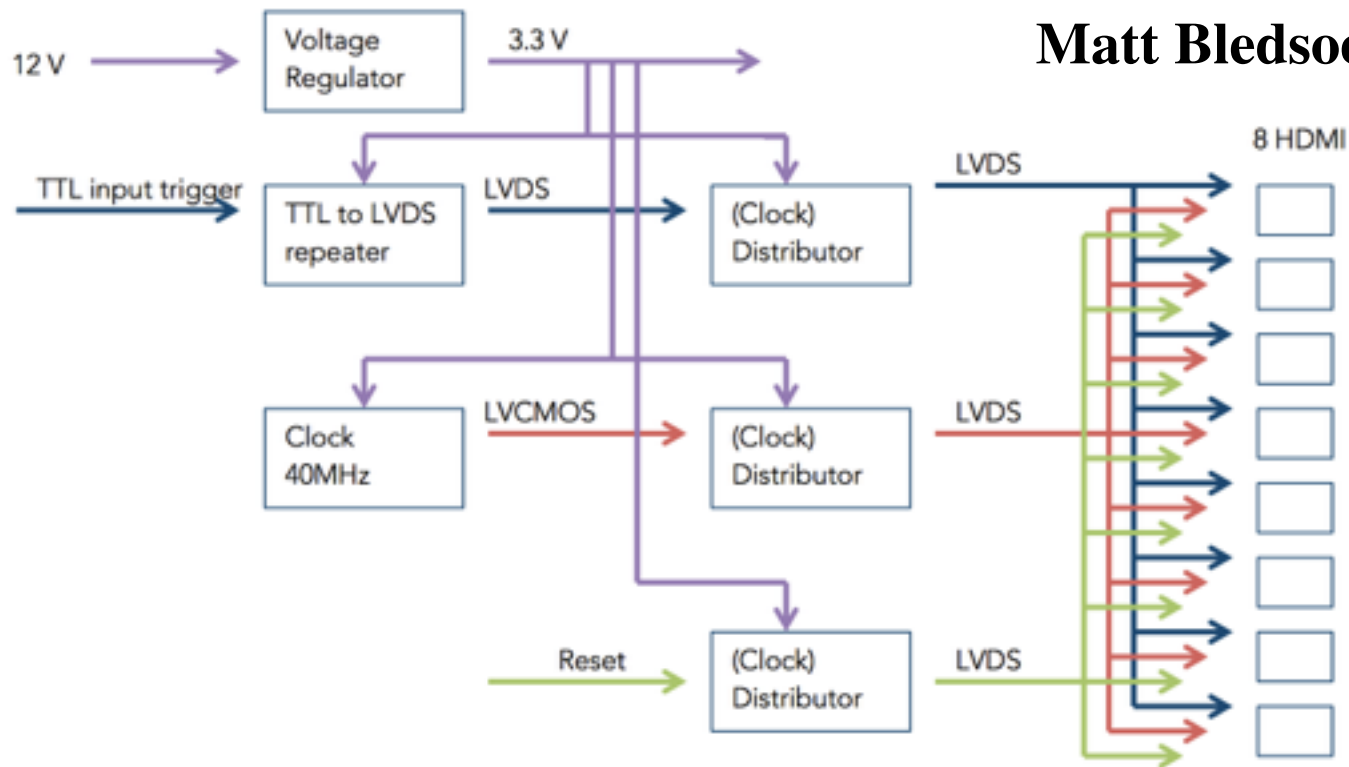 Matt Bledsoe
12 V
Voltage
Regulator
3.3 V
8 HDMI
TTL input trigger
TTL to LVDS
repeater
LVDS
(Clock)
Distributor
LVDS
Clock
40MHz
LVCMOS
(Clock)
Distributor
LVDS
Reset
(Clock)
Distributor
LVDS